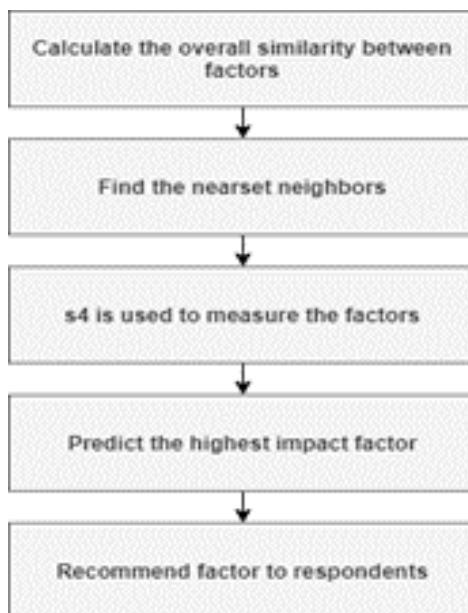 Calculate the overall similarity between
factors
Find the nearset neighbors
s4 is used to measure the factors
Predict the highest impact factor
Recommend factor to respondents